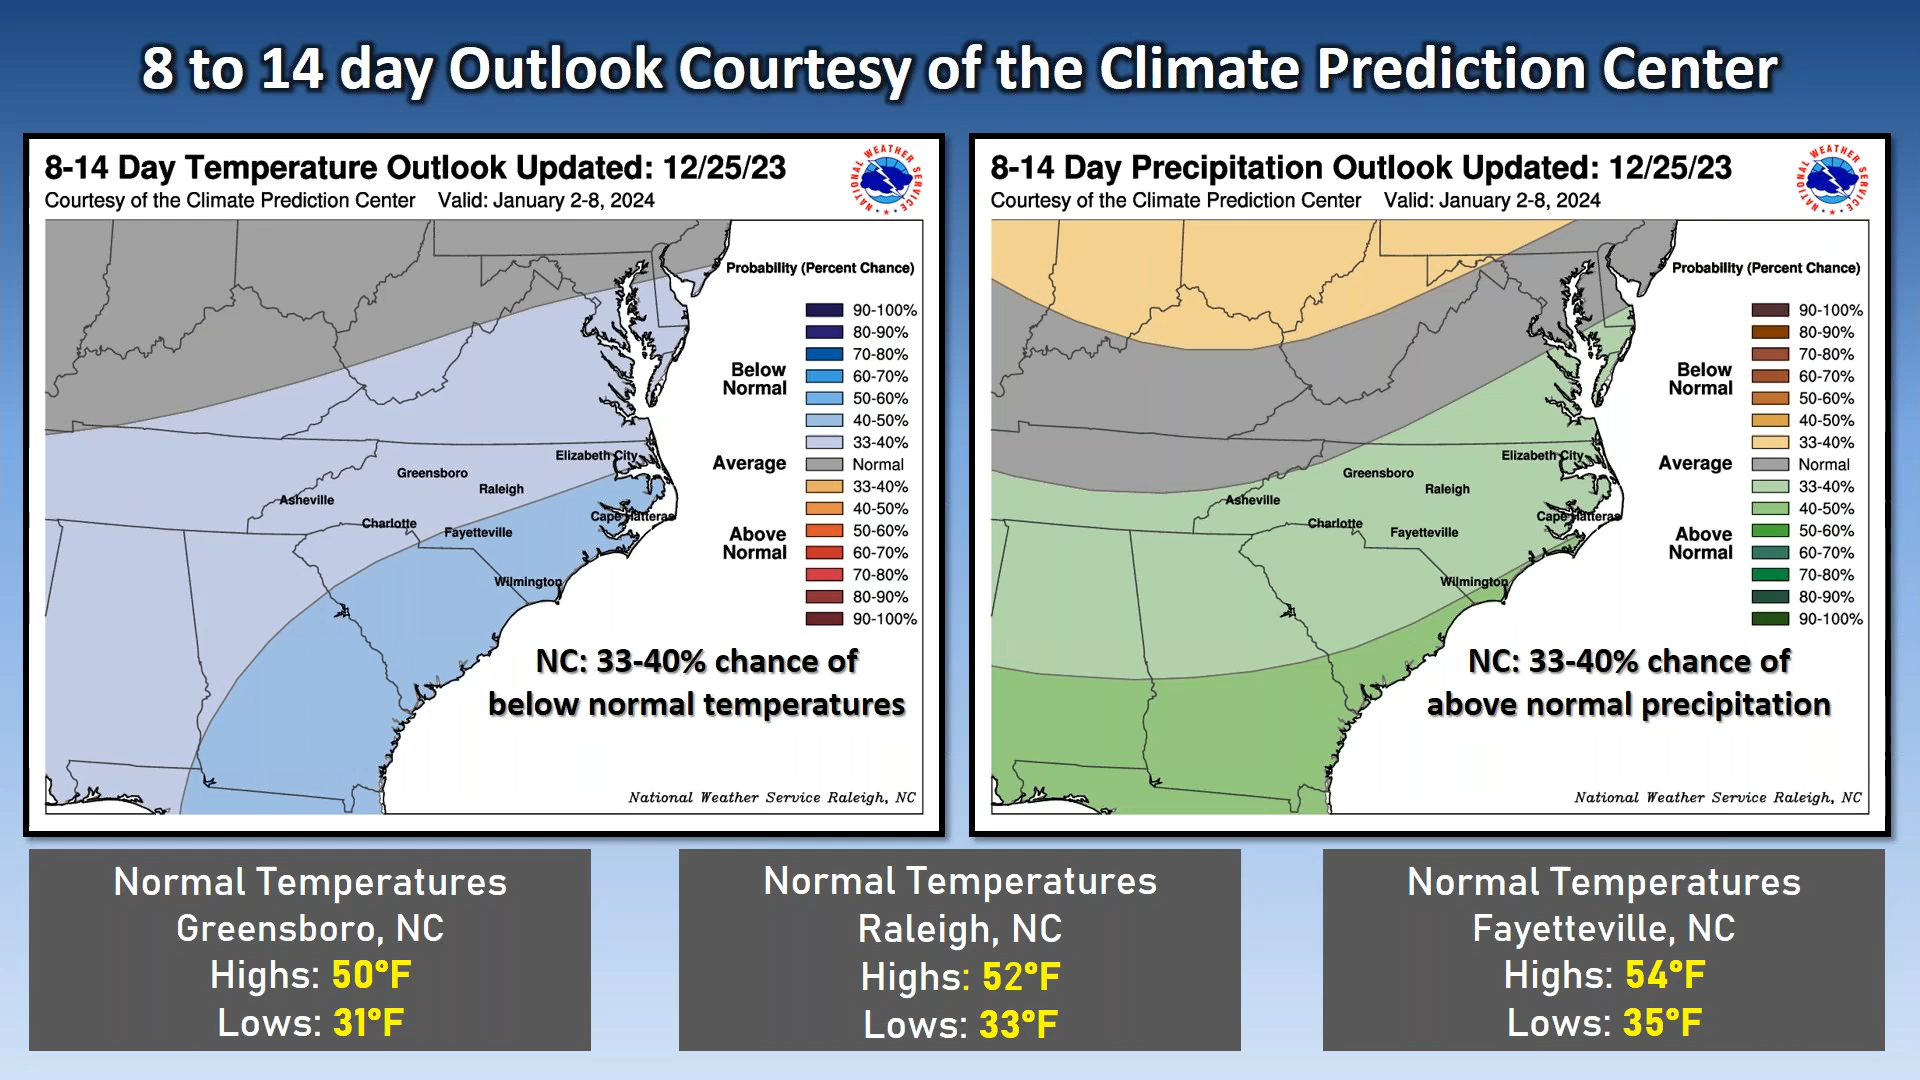 8 to 14 day Outlook Courtesy of the Climate Prediction Center
8-14 Day Temperature Outlook Updated: 12/25/23
Courtesy of the Climate Prediction Center Valid: January 2-8, 2024
NATIONAL WEATHER SERVICE
Probability (Percent Chance)
90-100%
80-90%
70-80%
60-70%
50-60%
40-50%
33-40%
Below
Normal
Average
Normal
33-40%
40-50%
50-60%
60-70%
70-80%
80-90%
90-100%
Above
Normal
Elizabeth City
Greensboro
Raleigh
Asheville
Cape Hatteras
Charlotte
Fayetteville
Wilmington
NC: 33-40% chance of
below normal temperatures
National Weather Service Raleigh, NC
8-14 Day Precipitation Outlook Updated: 12/25/23
Courtesy of the Climate Prediction Center Valid: January 2-8, 2024
NATIONAL WEATHER SERVICE
Probability (Percent Chance)
90-100%
80-90%
70-80%
60-70%
50-60%
40-50%
33-40%
Below
Normal
Average
Normal
33-40%
40-50%
50-60%
60-70%
70-80%
80-90%
90-100%
Above
Normal
Elizabeth City
Greensboro
Raleigh
Asheville
Cape Hatteras
Charlotte
Fayetteville
Wilmington
NC: 33-40% chance of
above normal precipitation
National Weather Service Raleigh, NC
Normal Temperatures
Greensboro, NC
Highs: 50°F
Lows: 31°F
Normal Temperatures
Raleigh, NC
Highs: 52°F
Lows: 33°F
Normal Temperatures
Fayetteville, NC
Highs: 54°F
Lows: 35°F